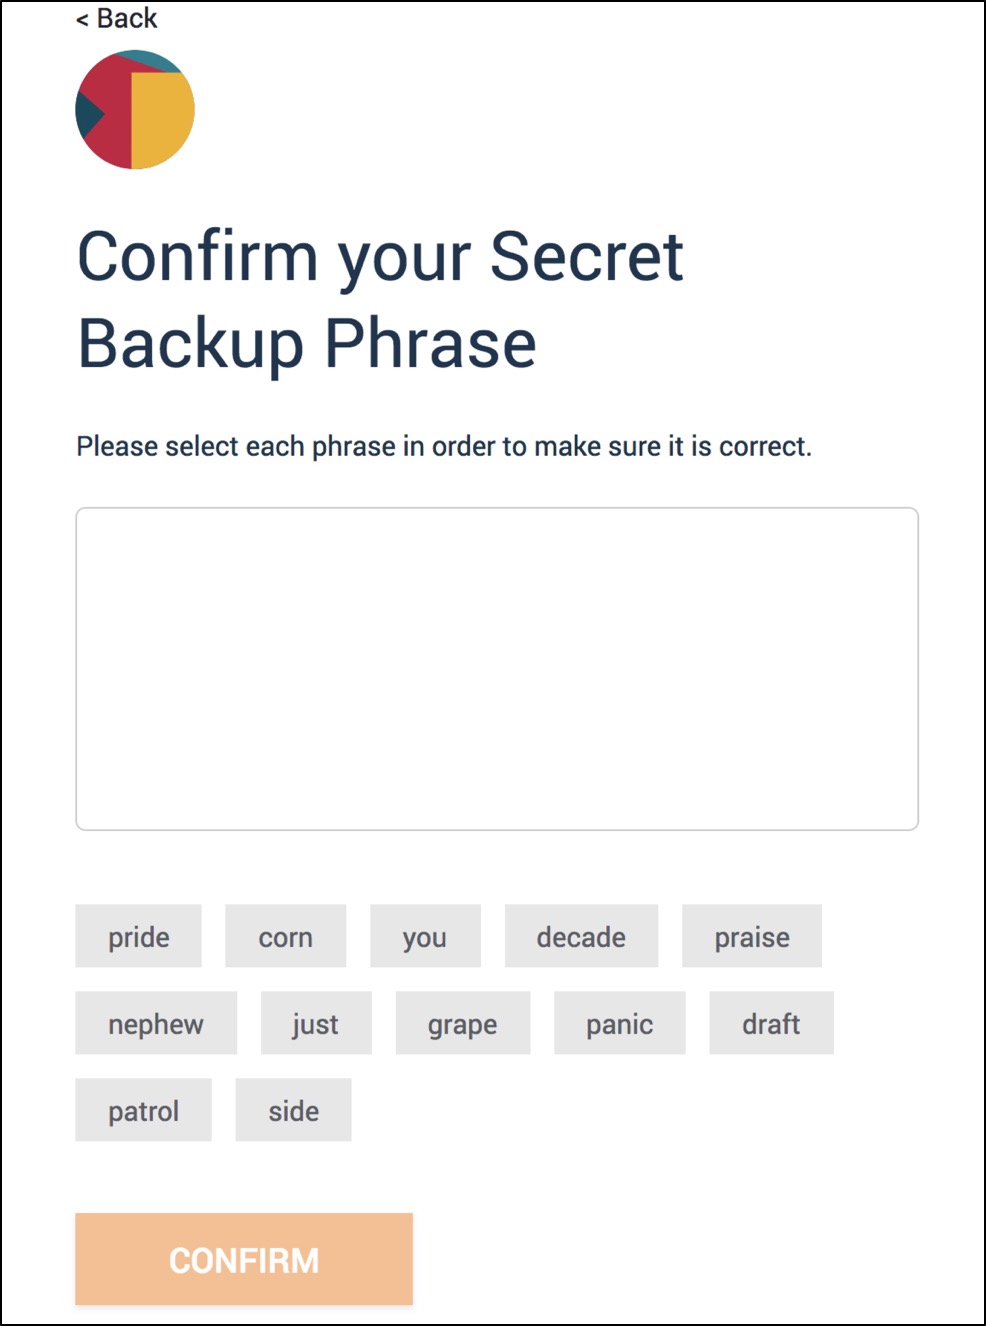 < Back
Confirm your Secret
Backup Phrase
Please select each phrase in order to make sure it is correct.
pride corn you decade praise
nephew just grape panic draft
patrol side
CONFIRM